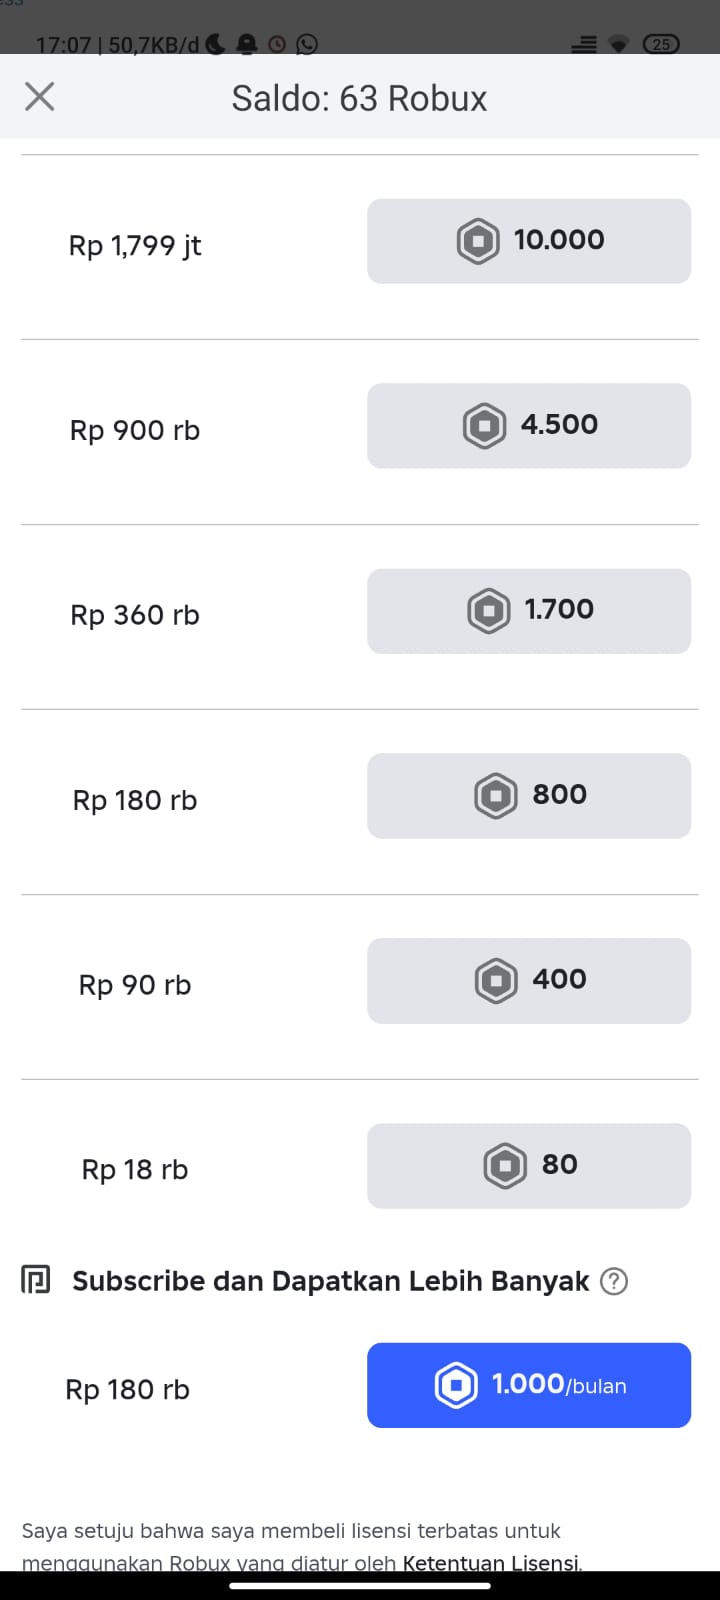 17:07 | 50,7KB/d
25
Saldo: 63 Robux
Rp 1,799 jt
10.000
Rp 900 rb
4.500
Rp 360 rb
1.700
Rp 180 rb
800
Rp 90 rb
400
Rp 18 rb
80
Subscribe dan Dapatkan Lebih Banyak ?
Rp 180 rb
1.000/bulan
Saya setuju bahwa saya membeli lisensi terbatas untuk
menggunakan Robux yang diatur oleh Ketentuan Lisensi.